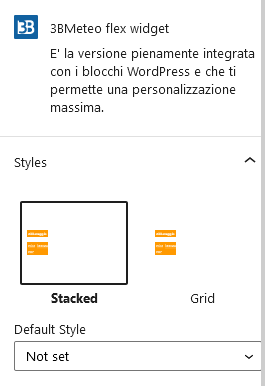 3B
3BMeteo flex widget
E' la versione pienamente integrata
con i blocchi WordPress e che ti
permette una personalizzazione
massima.
Styles
Stacked
Grid
Default Style
Not set